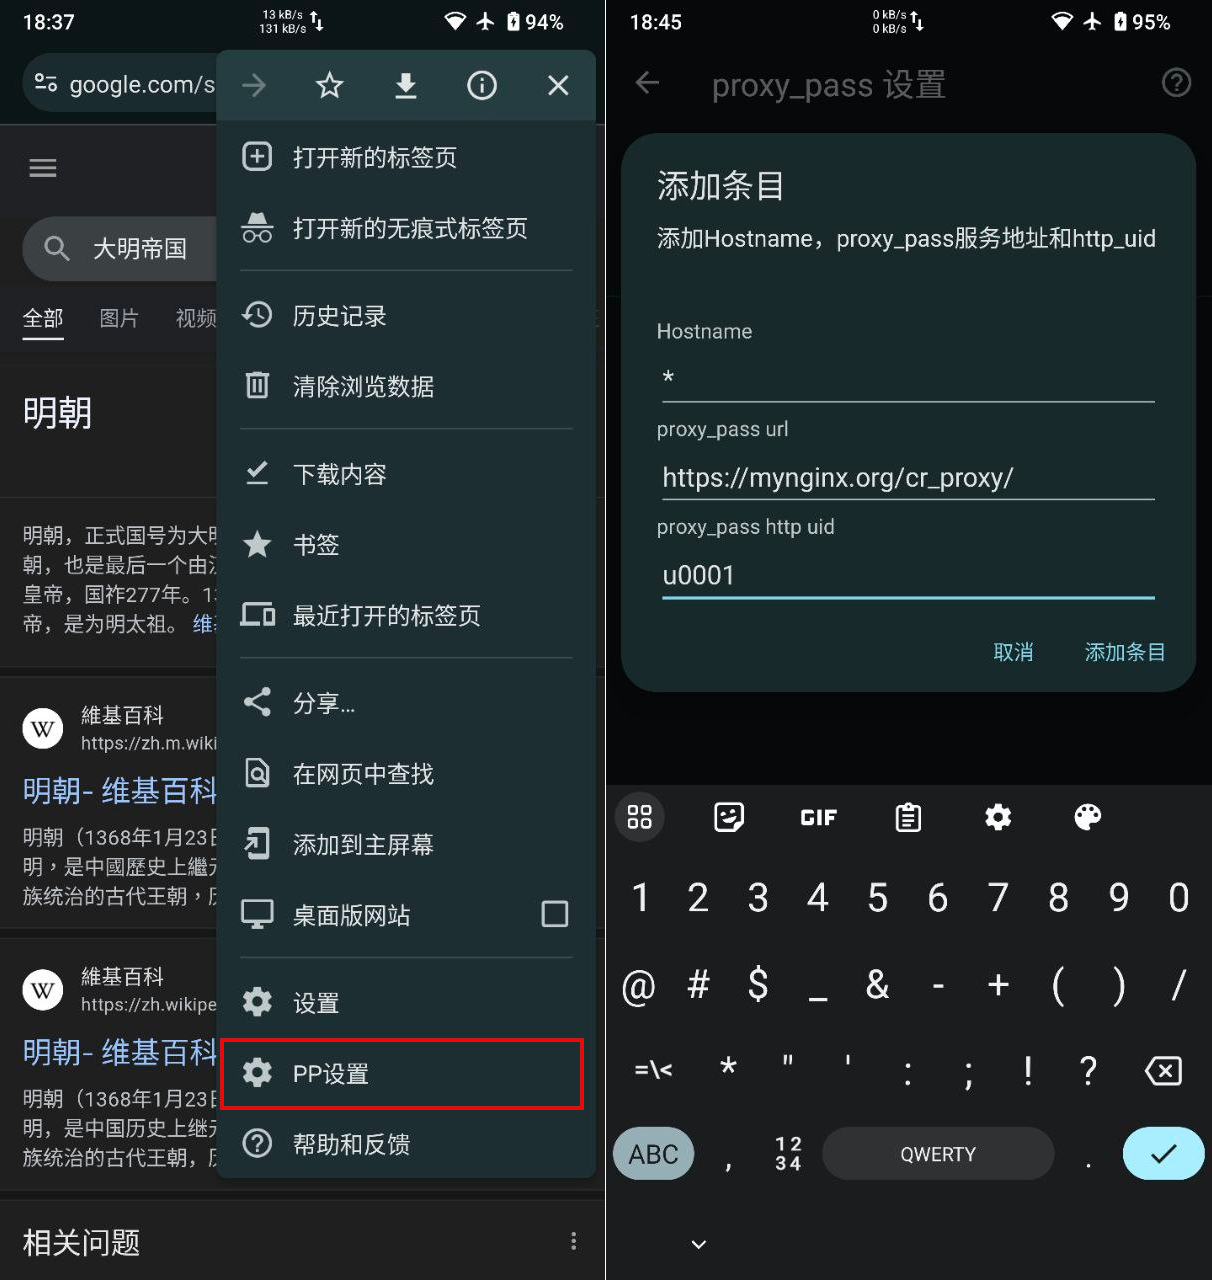 18:37
13 kB/s
131 kB/s
94%
google.com/s
大明帝国
全部
图片
视频
明朝
明朝，正式国号为大明
朝，也是最后一个由汉
皇帝，国祚277年。13
帝，是为明太祖。 维基
維基百科
https://zh.m.wiki
明朝- 维基百科
明朝（1368年1月23日
明，是中國歷史上繼元
族统治的古代王朝，历
維基百科
https://zh.wikipe
明朝- 维基百科
明朝（1368年1月23日
明，是中国历史上继元
族统治的古代王朝，历
相关问题
打开新的标签页
打开新的无痕式标签页
历史记录
清除浏览数据
下载内容
书签
最近打开的标签页
分享...
在网页中查找
添加到主屏幕
桌面版网站
设置
PP设置
帮助和反馈
18:45
0 kB/s
0 kB/s
95%
proxy_pass 设置
添加条目
添加Hostname，proxy_pass服务地址和http_uid
Hostname
*
proxy_pass url
https://mynginx.org/cr_proxy/
proxy_pass http uid
u0001
取消
添加条目
GIF
1 2 3 4 5 6 7 8 9 0
@ # $ _ & - + ( ) /
=\< * " ' : ; ! ?
ABC , 12 34 QWERTY .